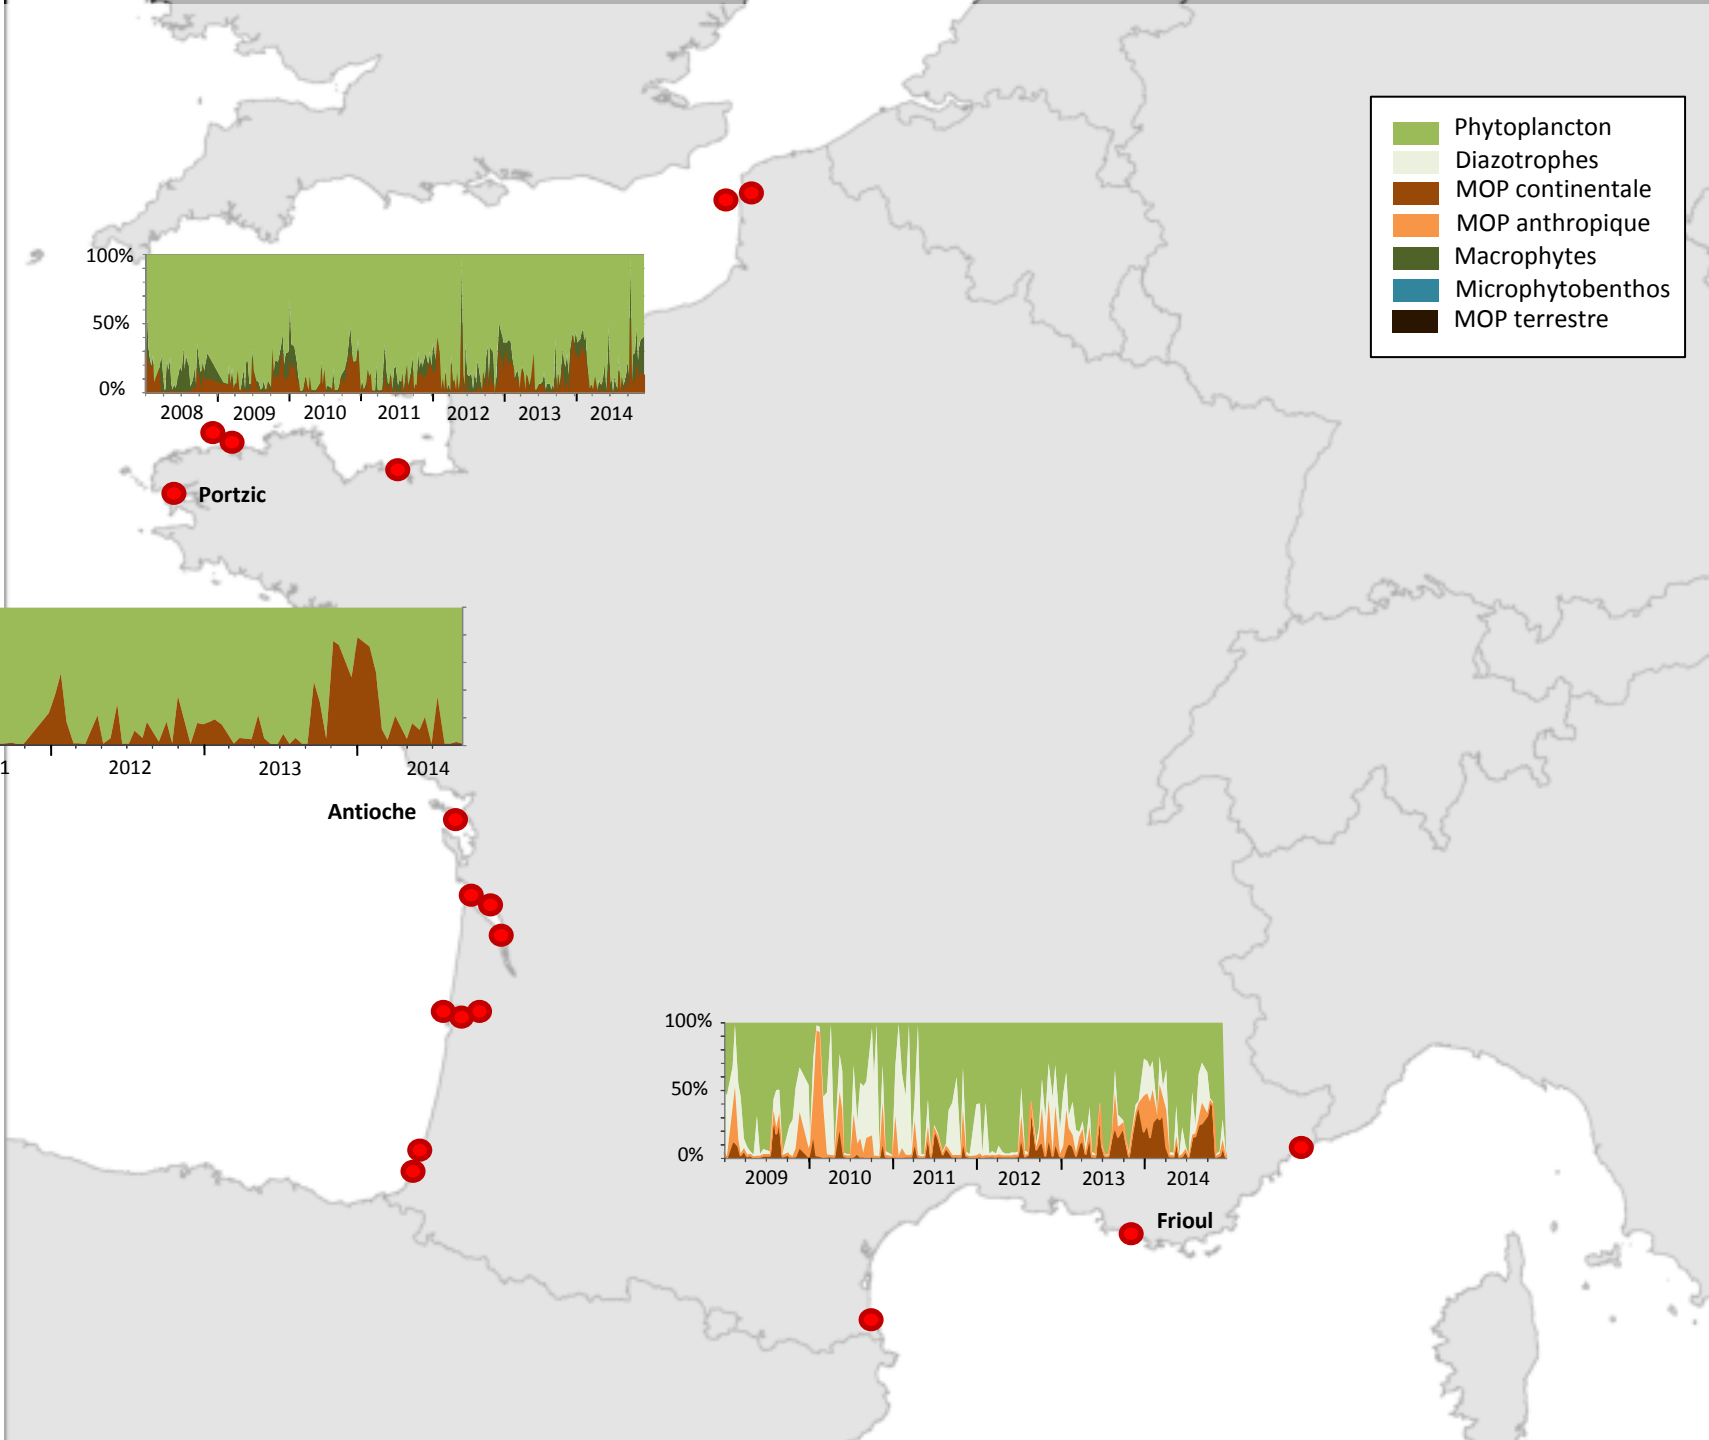 Phytoplancton
Diazotrophes
MOP continentale
MOP anthropique
Macrophytes
Microphytobenthos
MOP terrestre
100%
50%
0%
2008 2009 2010 2011 2012 2013 2014
Portzic
1 2012 2013 2014
Antioche
100%
50%
0%
2009 2010 2011 2012 2013 2014
Frioul